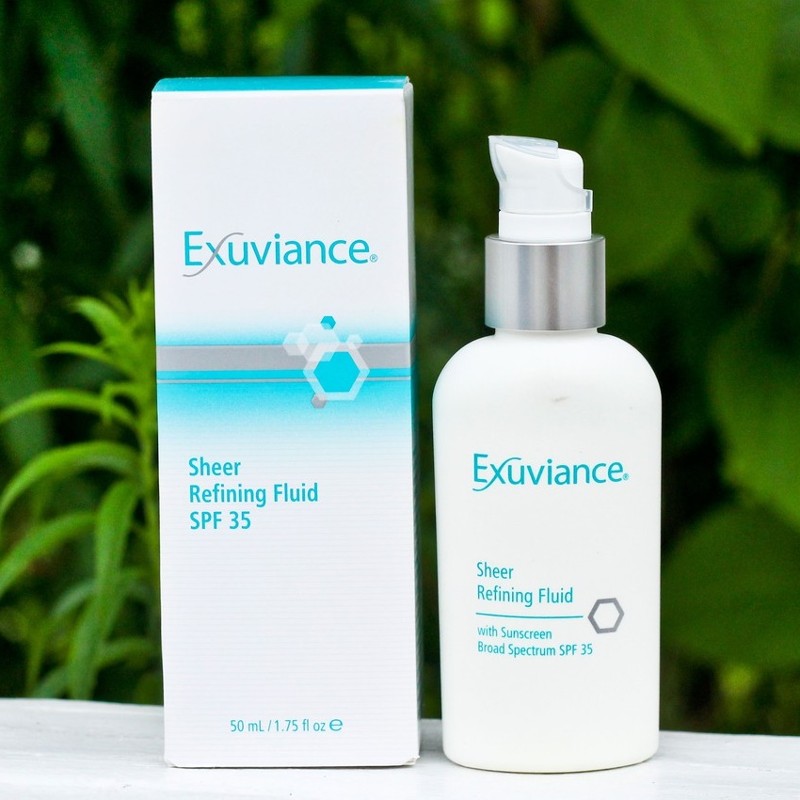 Exuviance®
Sheer
Refining Fluid
SPF 35
50 mL / 1.75 fl oz ℮
Exuviance®
Sheer
Refining Fluid
with Sunscreen
Broad Spectrum SPF 35